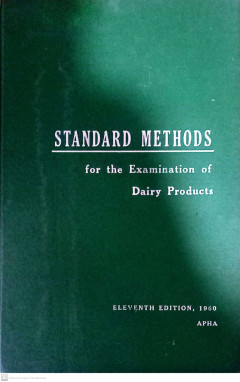 STANDARD METHODS
for the Examination of
Dairy Products
ELEVENTH EDITION, 1960
APHA